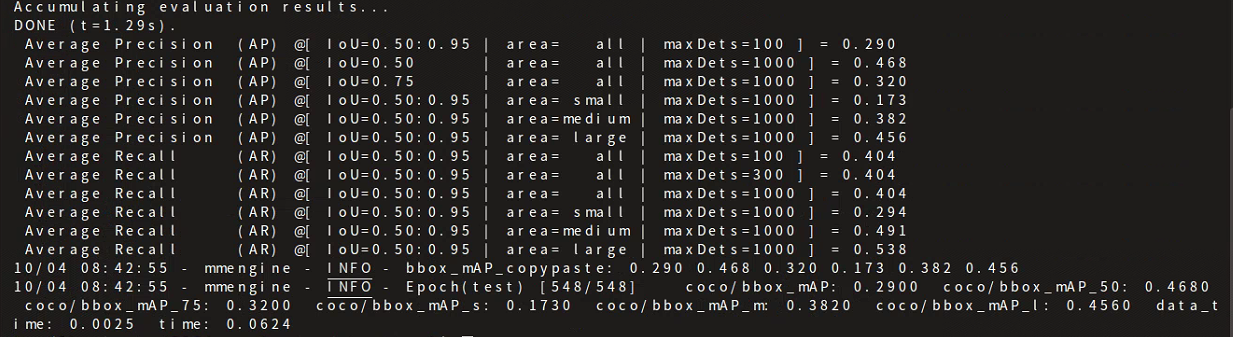 Accumulating evaluation results...
DONE (t=1.29s).
 Average Precision  (AP) @[ IoU=0.50:0.95 | area=   all | maxDets=100 ] = 0.290
 Average Precision  (AP) @[ IoU=0.50      | area=   all | maxDets=1000 ] = 0.468
 Average Precision  (AP) @[ IoU=0.75      | area=   all | maxDets=1000 ] = 0.320
 Average Precision  (AP) @[ IoU=0.50:0.95 | area= small | maxDets=1000 ] = 0.173
 Average Precision  (AP) @[ IoU=0.50:0.95 | area=medium | maxDets=1000 ] = 0.382
 Average Precision  (AP) @[ IoU=0.50:0.95 | area= large | maxDets=1000 ] = 0.456
 Average Recall     (AR) @[ IoU=0.50:0.95 | area=   all | maxDets=100 ] = 0.404
 Average Recall     (AR) @[ IoU=0.50:0.95 | area=   all | maxDets=300 ] = 0.404
 Average Recall     (AR) @[ IoU=0.50:0.95 | area=   all | maxDets=1000 ] = 0.404
 Average Recall     (AR) @[ IoU=0.50:0.95 | area= small | maxDets=1000 ] = 0.294
 Average Recall     (AR) @[ IoU=0.50:0.95 | area=medium | maxDets=1000 ] = 0.491
 Average Recall     (AR) @[ IoU=0.50:0.95 | area= large | maxDets=1000 ] = 0.538
10/04 08:42:55 - mmengine - INFO - bbox_mAP_copypaste: 0.290 0.468 0.320 0.173 0.382 0.456
10/04 08:42:55 - mmengine - INFO - Epoch(test) [548/548]    coco/bbox_mAP: 0.2900  coco/bbox_mAP_50: 0.4680
 coco/bbox_mAP_75: 0.3200  coco/bbox_mAP_s: 0.1730  coco/bbox_mAP_m: 0.3820  coco/bbox_mAP_l: 0.4560  data_t
ime: 0.0025  time: 0.0624